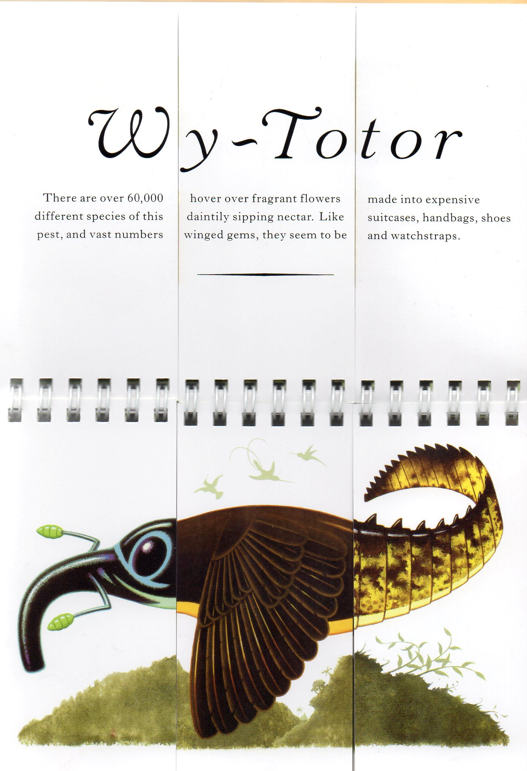 Wy-Totor
There are over 60,000
different species of this
pest, and vast numbers
hover over fragrant flowers
daintily sipping nectar. Like
winged gems, they seem to be
made into expensive
suitcases, handbags, shoes
and watchstraps.